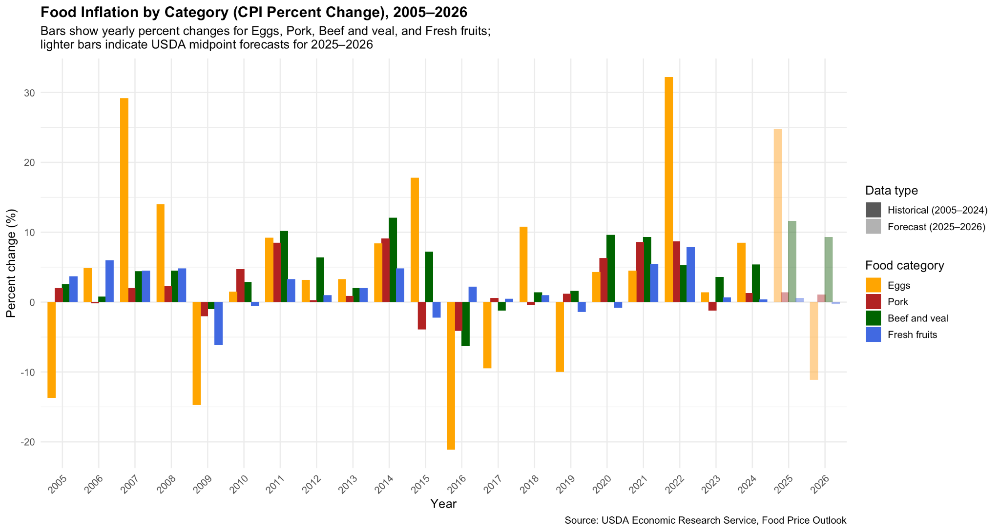 Food Inflation by Category (CPI Percent Change), 2005–2026
Bars show yearly percent changes for Eggs, Pork, Beef and veal, and Fresh fruits;
lighter bars indicate USDA midpoint forecasts for 2025–2026
Percent change (%)
30
20
10
0
-10
-20
2005
2006
2007
2008
2009
2010
2011
2012
2013
2014
2015
2016
2017
2018
2019
2020
2021
2022
2023
2024
2025
2026
Year
Data type
Historical (2005–2024)
Forecast (2025–2026)
Food category
Eggs
Pork
Beef and veal
Fresh fruits
Source: USDA Economic Research Service, Food Price Outlook